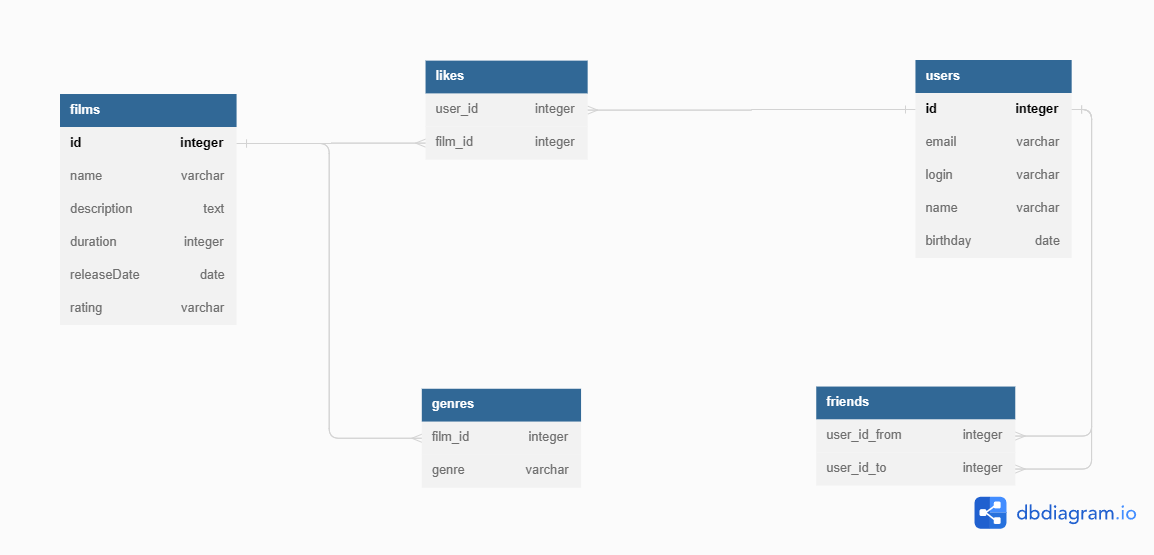 films
id integer
name varchar
description text
duration integer
releaseDate date
rating varchar
likes
user_id integer
film_id integer
users
id integer
email varchar
login varchar
name varchar
birthday date
genres
film_id integer
genre varchar
friends
user_id_from integer
user_id_to integer
dbdiagram.io